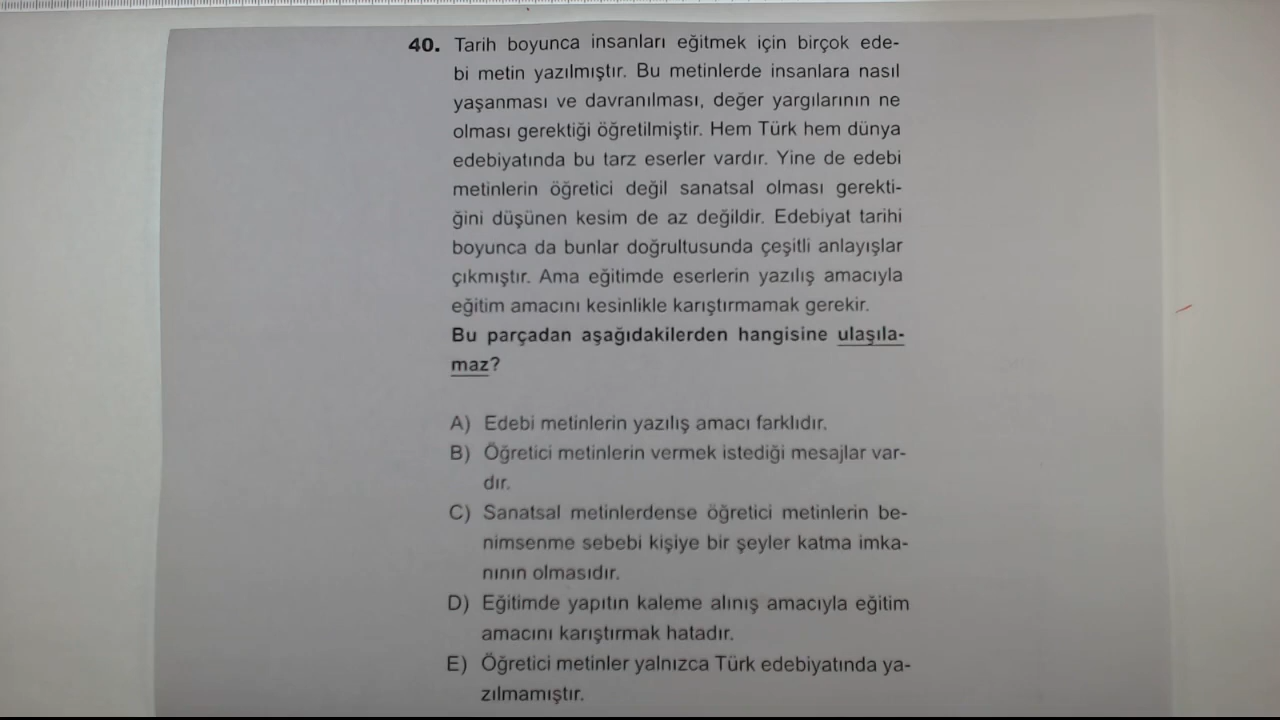 40. Tarih boyunca insanları eğitmek için birçok ede-
bi metin yazılmıştır. Bu metinlerde insanlara nasıl
yaşanması ve davranılması, değer yargılarının ne
olması gerektiği öğretilmiştir. Hem Türk hem dünya
edebiyatında bu tarz eserler vardır. Yine de edebi
metinlerin öğretici değil sanatsal olması gerekti-
ğini düşünen kesim de az değildir. Edebiyat tarihi
boyunca da bunlar doğrultusunda çeşitli anlayışlar
çıkmıştır. Ama eğitimde eserlerin yazılış amacıyla
eğitim amacını kesinlikle karıştırmamak gerekir.
Bu parçadan aşağıdakilerden hangisine ulaşıla-
maz?
A) Edebi metinlerin yazılış amacı farklıdır.
B) Öğretici metinlerin vermek istediği mesajlar var-
dır.
C) Sanatsal metinlerdense öğretici metinlerin be-
nimsenme sebebi kişiye bir şeyler katma imka-
nının olmasıdır.
D) Eğitimde yapıtın kaleme alınış amacıyla eğitim
amacını karıştırmak hatadır.
E) Öğretici metinler yalnızca Türk edebiyatında ya-
zılmamıştır.